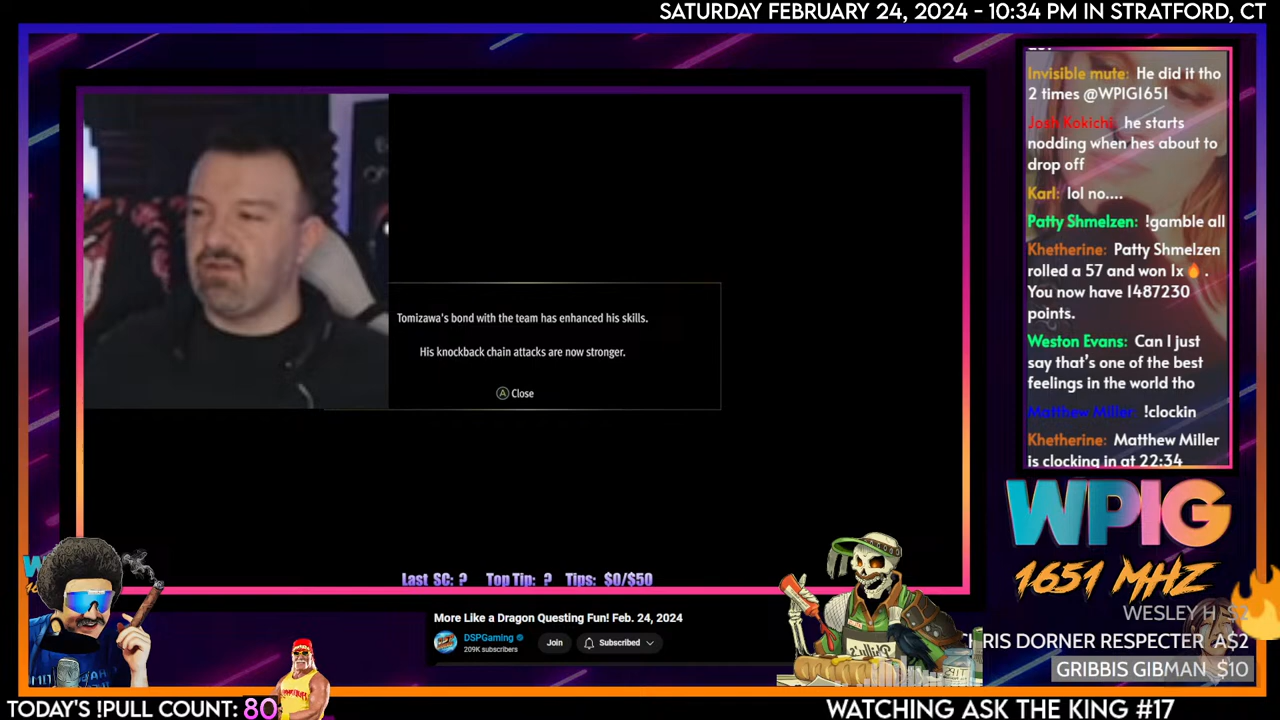 SATURDAY FEBRUARY 24, 2024 - 10:34 PM IN STRATFORD, CT
Invisible mute: He did it tho
2 times @WPIG1651
Josh Kokichi: he starts
nodding when hes about to
drop off
Karl: lol no....
Patty Shmelzen: !gamble all
Khetherine: Patty Shmelzen
rolled a 57 and won 1x🔥.
You now have 1487230
points.
Weston Evans: Can I just
say that's one of the best
feelings in the world tho
Matthew Miller: !clockin
Khetherine: Matthew Miller
is clocking in at 22:34
Tomizawa's bond with the team has enhanced his skills.
His knockback chain attacks are now stronger.
A Close
Last SC: ? Top Tip: ? Tips: $0/$50
More Like a Dragon Questing Fun! Feb. 24, 2024
DSPGaming
209K subscribers
Join
Subscribed
WPIG
1651 MHZ
WESLEY H
HRIS DORNER RESPECTER A$2
GRIBBIS GIBMAN $10
TODAY'S !PULL COUNT: 80
WATCHING ASK THE KING #17